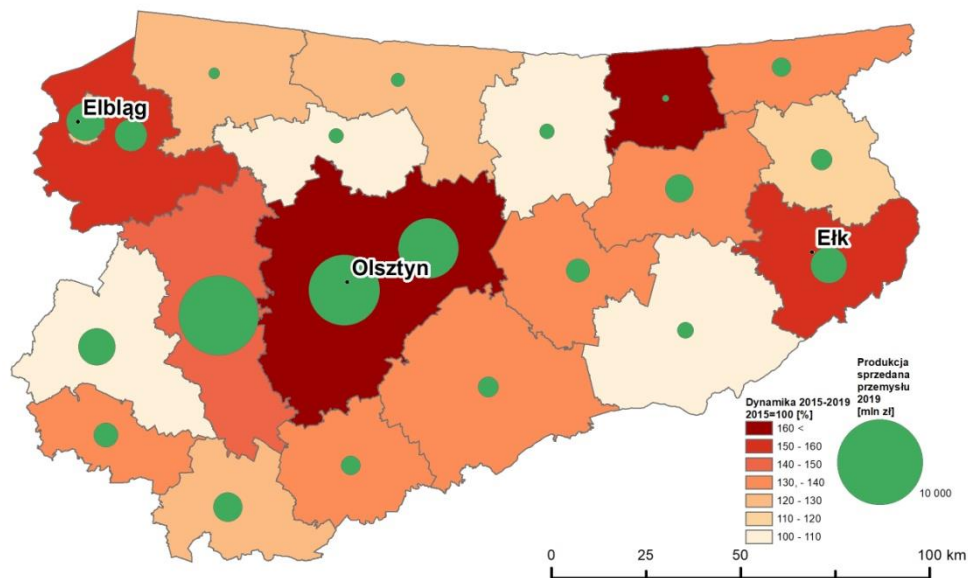 Elbląg
Olsztyn
Ełk
Dynamika 2015-2019
2015=100 [%]
160 <
150 - 160
140 - 150
130, - 140
120 - 130
110 - 120
100 - 110
Produkcja
sprzedana
przemysłu
2019
[mln zł]
10 000
0 25 50 100 km